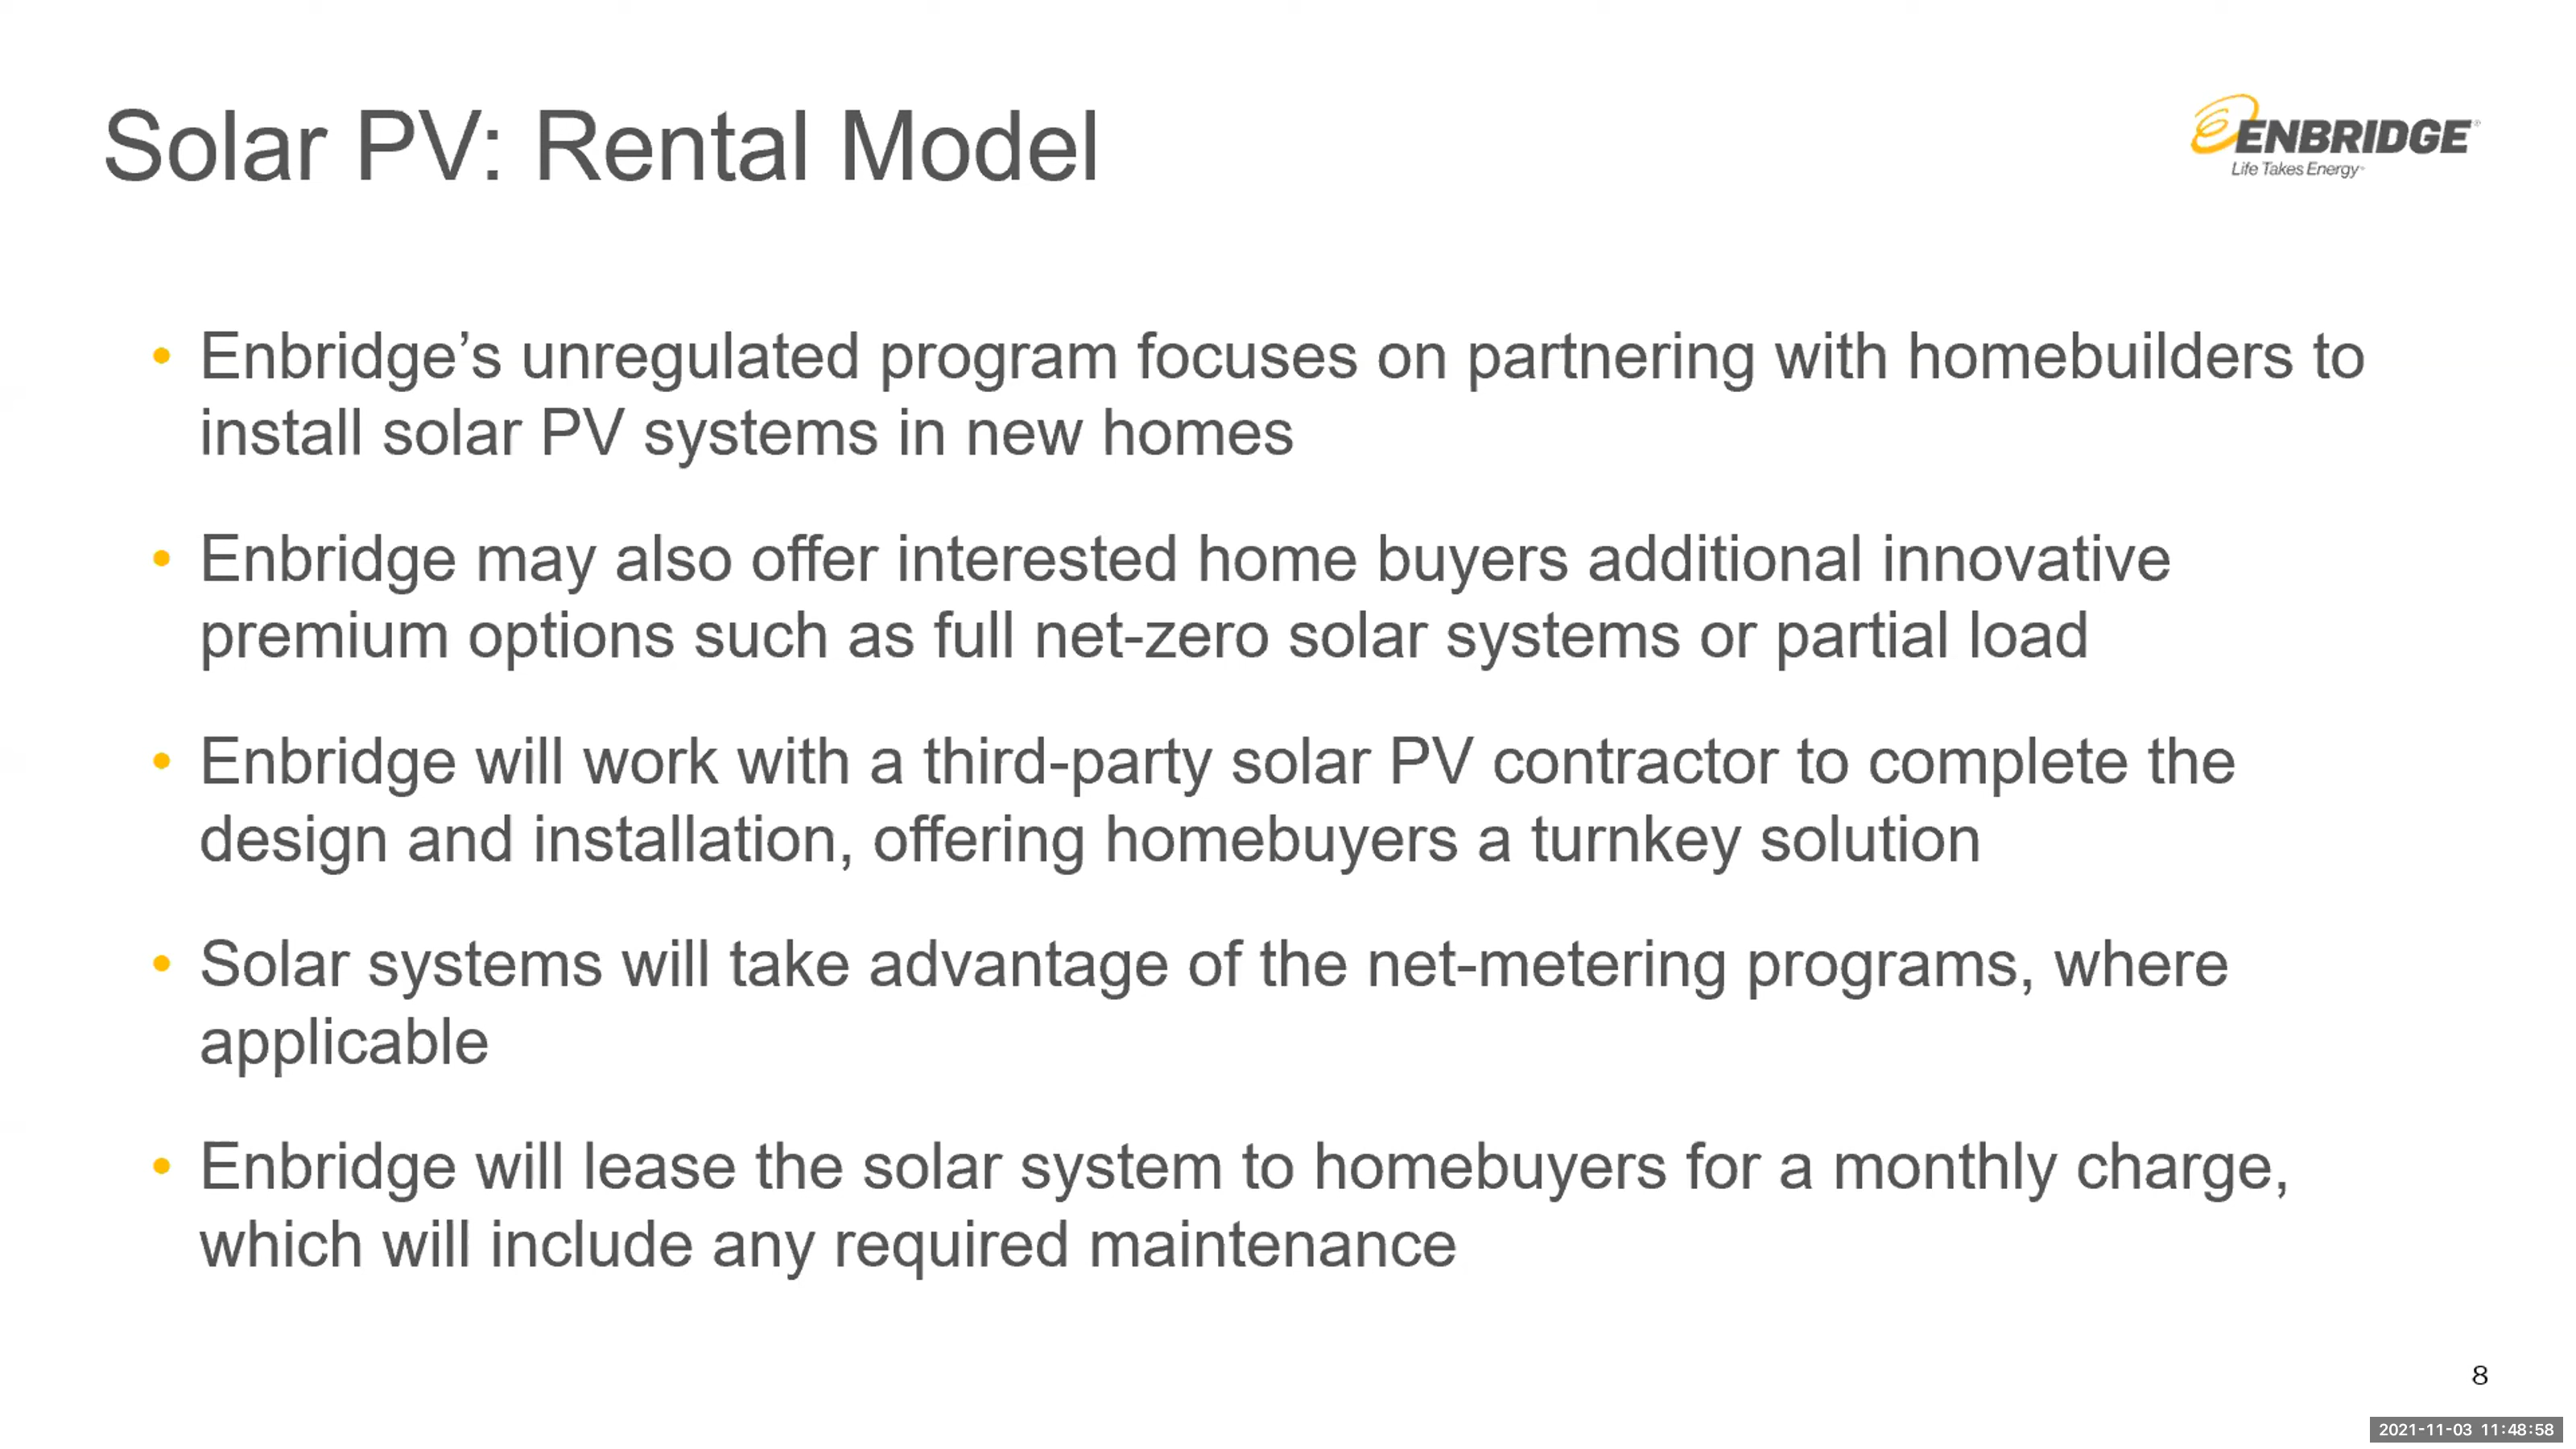 Solar PV: Rental Model
ENBRIDGE®
Life Takes Energy™
• Enbridge’s unregulated program focuses on partnering with homebuilders to
install solar PV systems in new homes
• Enbridge may also offer interested home buyers additional innovative
premium options such as full net-zero solar systems or partial load
• Enbridge will work with a third-party solar PV contractor to complete the
design and installation, offering homebuyers a turnkey solution
• Solar systems will take advantage of the net-metering programs, where
applicable
• Enbridge will lease the solar system to homebuyers for a monthly charge,
which will include any required maintenance
8
2021-11-03 11:48:58